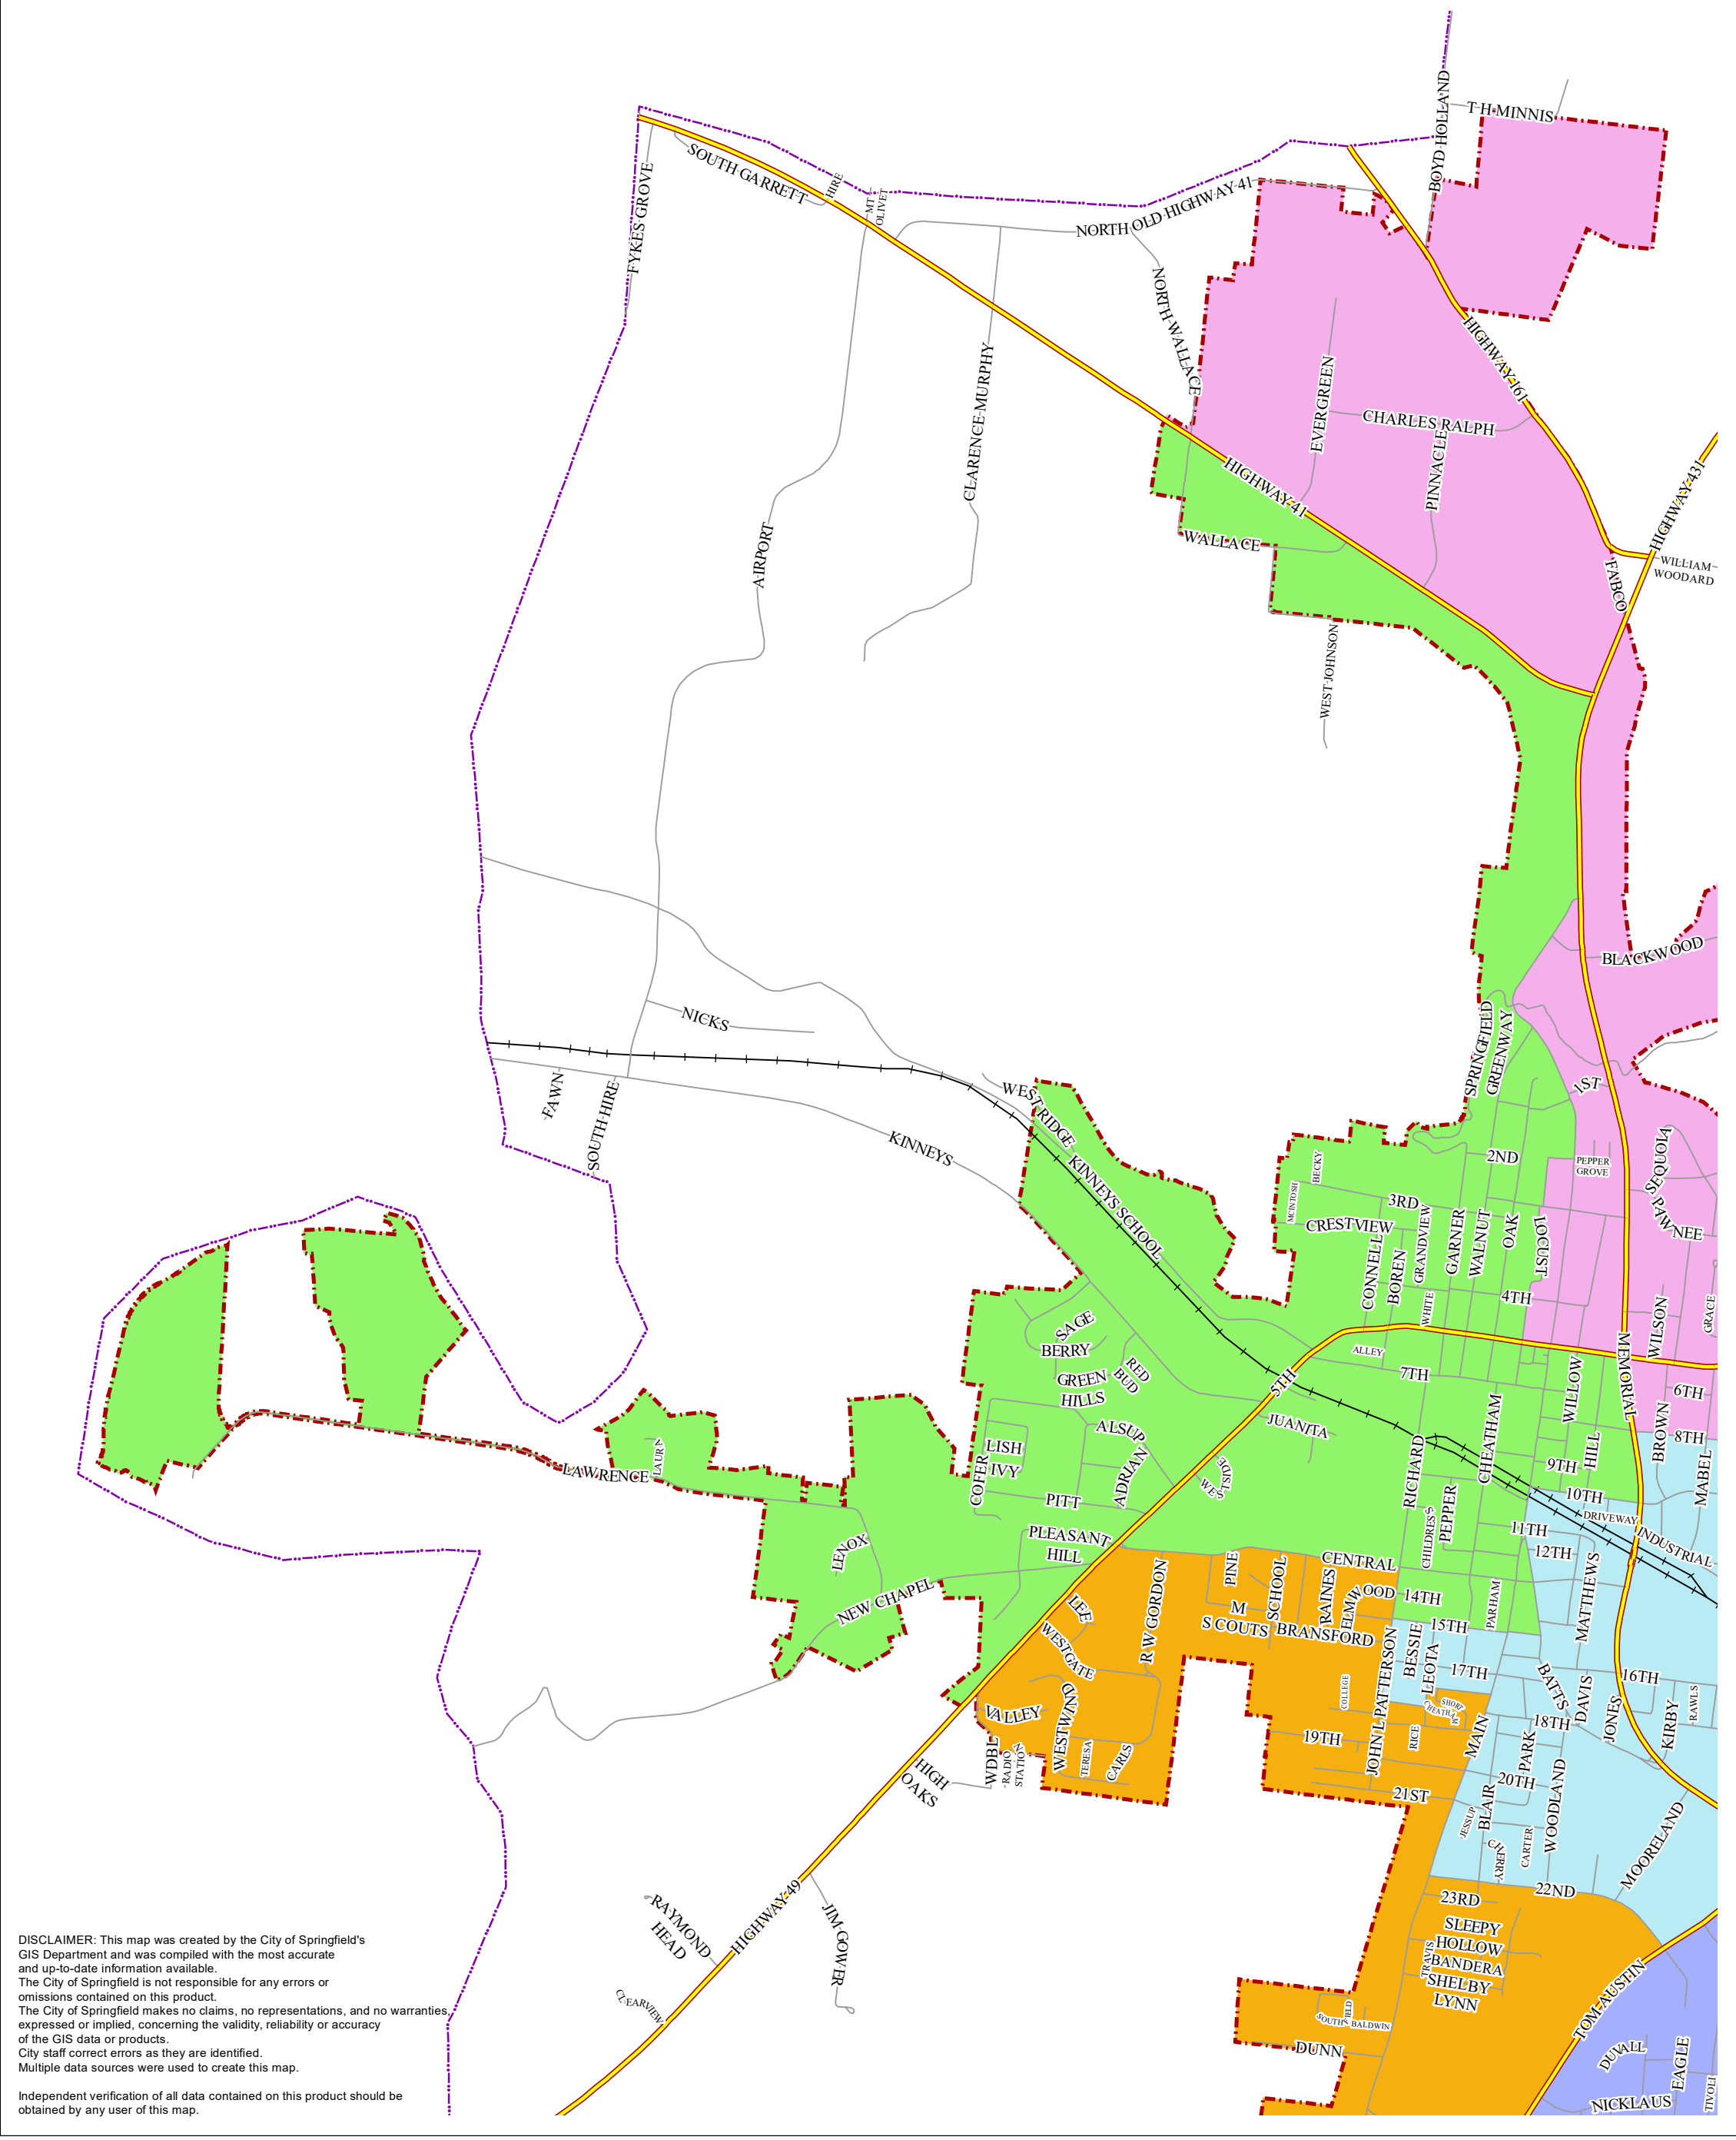 T H MINNIS
BOYD HOLLAND
SOUTH GARRETT
HIRE
MT
OLIVET
FYKES GROVE
NORTH OLD HIGHWAY 41
NORTH WALLACE
HIGHWAY 161
CLARENCE MURPHY
EVERGREEN
CHARLES RALPH
PINNACLE
HIGHWAY 41
HIGHWAY 431
WALLACE
WILLIAM
WOODARD
FABCO
AIRPORT
WEST JOHNSON
BLACKWOOD
NICKS
SPRINGFIELD
GREENWAY
1ST
FAWN
SOUTH HIRE
WEST RIDGE
KINNEYS
KINNEYS SCHOOL
2ND
PEPPER
GROVE
SEQUOIA
BECKY
MCINTOSH
3RD
CRESTVIEW
PAWNEE
CONNELL
BOREN
GRANDVIEW
GARNER
WALNUT
OAK
LOCUST
4TH
WHITE
WILSON
GRACE
SAGE
BERRY
ALLEY
MEMORIAL
RED
BUD
GREEN
HILLS
5TH
7TH
WILLOW
6TH
ALSUP
JUANITA
CHEATHAM
BROWN
8TH
LISH
IVY
HILL
LAURA
LAWRENCE
COFER
ADRIAN
WESTSIDE
RICHARD
9TH
MABEL
PITT
10TH
PEPPER
CHILDRESS
DRIVEWAY
11TH
INDUSTRIAL
PLEASANT
HILL
LENOX
12TH
CENTRAL
NEW CHAPEL
R W GORDON
PINE
SCHOOL
RAINES
ELMWOOD
14TH
PARHAM
MATTHEWS
LEE
M
SCOUTS
BRANSFORD
15TH
WESTGATE
BESSIE
LEOTA
17TH
16TH
BATTS
DAVIS
COLLEGE
JOHN L PATTERSON
SHORT
CHEATHAM
VALLEY
WESTWIND
RICE
MAIN
18TH
JONES
KIRBY
RAWLS
19TH
WDBL
RADIO
STATION
TERESA
CARLS
PARK
HIGH
OAKS
20TH
21ST
BLAIR
WOODLAND
JESSUP
CHERRY
CARTER
MOORELAND
22ND
23RD
HIGHWAY 49
RAYMOND
HEAD
JIM GOWER
SLEEPY
HOLLOW
TRAVIS
BANDERA
SHELBY
LYNN
CLEARVIEW
TOM AUSTIN
BALDWIN
DUNN
DUVALL
EAGLE
NICKLAUS
TIVOLI
DISCLAIMER: This map was created by the City of Springfield's
GIS Department and was compiled with the most accurate
and up-to-date information available.
The City of Springfield is not responsible for any errors or
omissions contained on this product.
The City of Springfield makes no claims, no representations, and no warranties,
expressed or implied, concerning the validity, reliability or accuracy
of the GIS data or products.
City staff correct errors as they are identified.
Multiple data sources were used to create this map.
Independent verification of all data contained on this product should be
obtained by any user of this map.